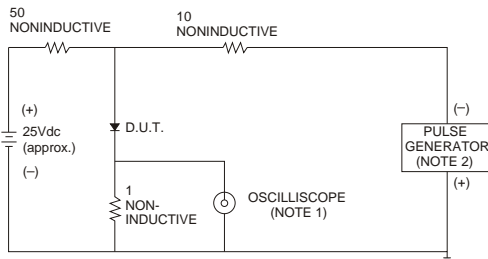 50
NONINDUCTIVE
10
NONINDUCTIVE
(+)
25Vdc
(approx.)
(–)
D.U.T.
1
NON-
INDUCTIVE
OSCILLISCOPE
(NOTE 1)
(–)
PULSE
GENERATOR
(NOTE 2)
(+)